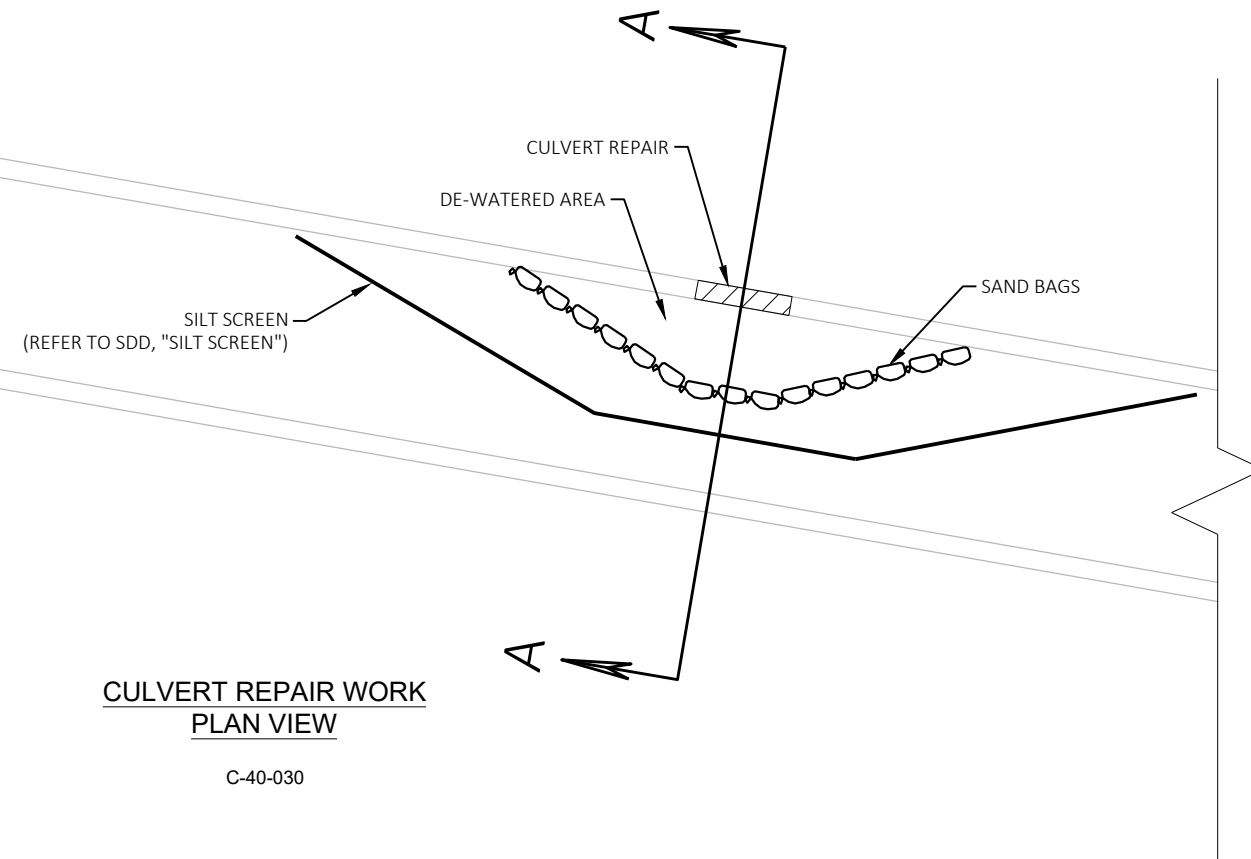 A
CULVERT REPAIR
DE-WATERED AREA
SAND BAGS
SILT SCREEN
(REFER TO SDD, "SILT SCREEN")
A
CULVERT REPAIR WORK
PLAN VIEW
C-40-030